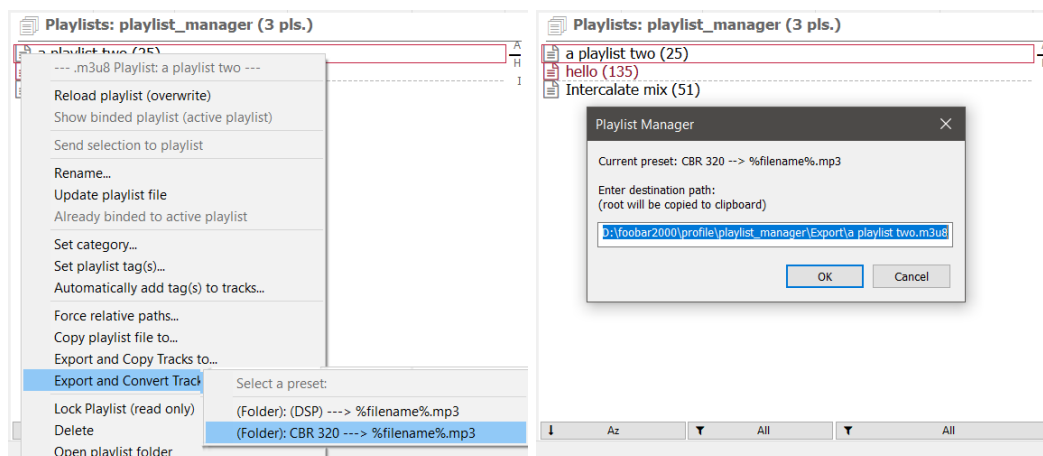 Playlists: playlist_manager (3 pls.)
a playlist two (25)
A
H
I
--- .m3u8 Playlist: a playlist two ---
Reload playlist (overwrite)
Show binded playlist (active playlist)
Send selection to playlist
Rename...
Update playlist file
Already binded to active playlist
Set category...
Set playlist tag(s)...
Automatically add tag(s) to tracks...
Force relative paths...
Copy playlist file to...
Export and Copy Tracks to...
Export and Convert Track
Select a preset:
(Folder): (DSP) ---> %filename%.mp3
(Folder): CBR 320 ---> %filename%.mp3
Lock Playlist (read only)
Delete
Open playlist folder
Playlists: playlist_manager (3 pls.)
a playlist two (25)
hello (135)
Intercalate mix (51)
Playlist Manager
Current preset: CBR 320 --> %filename%.mp3
Enter destination path:
(root will be copied to clipboard)
D:\foobar2000\profile\playlist_manager\Export\a playlist two.m3u8
OK Cancel
Az All All